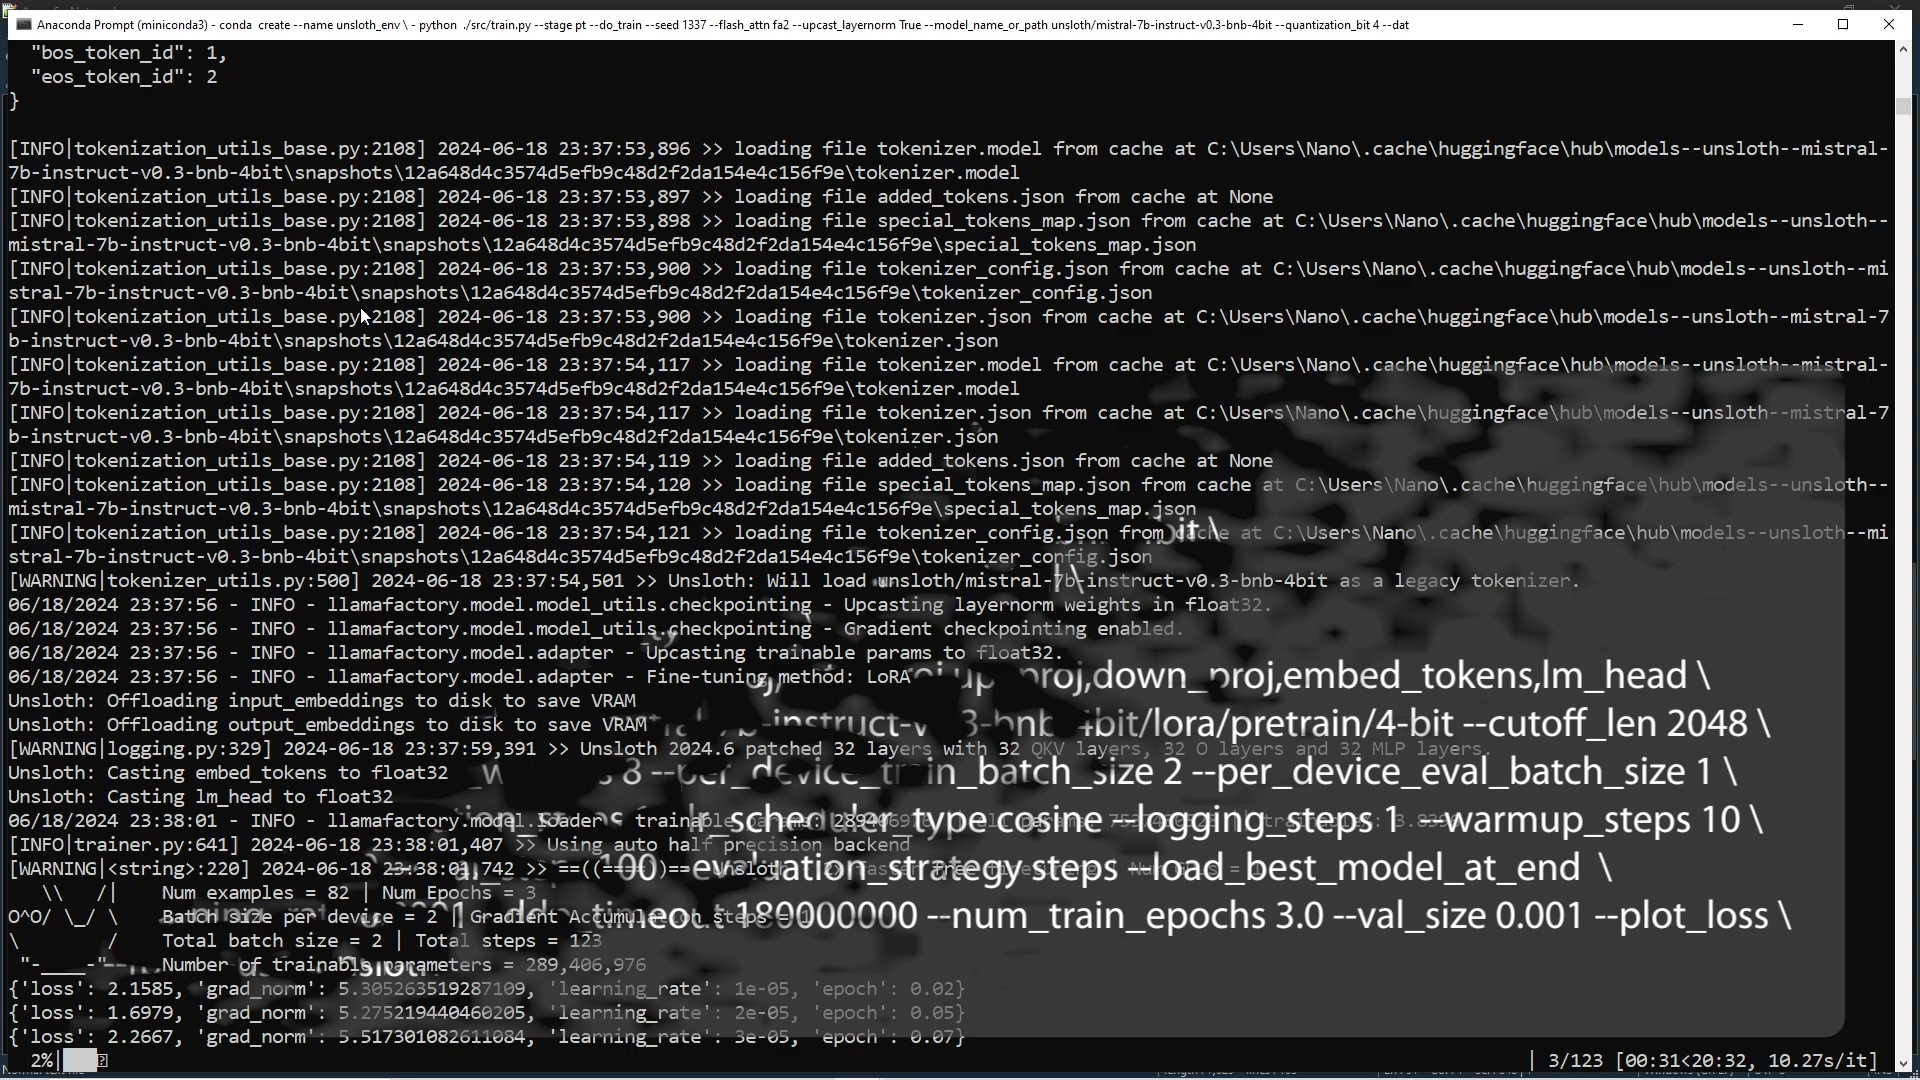 Anaconda Prompt (miniconda3) - conda create --name unsloth_env \ - python ./src/train.py --stage pt --do_train --seed 1337 --flash_attn fa2 --upcast_layernorm True --model_name_or_path unsloth/mistral-7b-instruct-v0.3-bnb-4bit --quantization_bit 4 --dat
"bos_token_id": 1,
"eos_token_id": 2
}
[INFO|tokenization_utils_base.py:2108] 2024-06-18 23:37:53,896 >> loading file tokenizer.model from cache at C:\Users\Nano\.cache\huggingface\hub\models--unsloth--mistral-
7b-instruct-v0.3-bnb-4bit\snapshots\12a648d4c3574d5efb9c48d2f2da154e4c156f9e\tokenizer.model
[INFO|tokenization_utils_base.py:2108] 2024-06-18 23:37:53,897 >> loading file added_tokens.json from cache at None
[INFO|tokenization_utils_base.py:2108] 2024-06-18 23:37:53,898 >> loading file special_tokens_map.json from cache at C:\Users\Nano\.cache\huggingface\hub\models--unsloth--
mistral-7b-instruct-v0.3-bnb-4bit\snapshots\12a648d4c3574d5efb9c48d2f2da154e4c156f9e\special_tokens_map.json
[INFO|tokenization_utils_base.py:2108] 2024-06-18 23:37:53,900 >> loading file tokenizer_config.json from cache at C:\Users\Nano\.cache\huggingface\hub\models--unsloth--mi
stral-7b-instruct-v0.3-bnb-4bit\snapshots\12a648d4c3574d5efb9c48d2f2da154e4c156f9e\tokenizer_config.json
[INFO|tokenization_utils_base.py:2108] 2024-06-18 23:37:53,900 >> loading file tokenizer.json from cache at C:\Users\Nano\.cache\huggingface\hub\models--unsloth--mistral-7
b-instruct-v0.3-bnb-4bit\snapshots\12a648d4c3574d5efb9c48d2f2da154e4c156f9e\tokenizer.json
[INFO|tokenization_utils_base.py:2108] 2024-06-18 23:37:54,117 >> loading file tokenizer.model from cache at C:\Users\Nano\.cache\huggingface\hub\models--unsloth--mistral-
7b-instruct-v0.3-bnb-4bit\snapshots\12a648d4c3574d5efb9c48d2f2da154e4c156f9e\tokenizer.model
[INFO|tokenization_utils_base.py:2108] 2024-06-18 23:37:54,117 >> loading file tokenizer.json from cache at C:\Users\Nano\.cache\huggingface\hub\models--unsloth--mistral-7
b-instruct-v0.3-bnb-4bit\snapshots\12a648d4c3574d5efb9c48d2f2da154e4c156f9e\tokenizer.json
[INFO|tokenization_utils_base.py:2108] 2024-06-18 23:37:54,119 >> loading file added_tokens.json from cache at None
[INFO|tokenization_utils_base.py:2108] 2024-06-18 23:37:54,120 >> loading file special_tokens_map.json from cache at C:\Users\Nano\.cache\huggingface\hub\models--unsloth--
mistral-7b-instruct-v0.3-bnb-4bit\snapshots\12a648d4c3574d5efb9c48d2f2da154e4c156f9e\special_tokens_map.json
bit \
[INFO|tokenization_utils_base.py:2108] 2024-06-18 23:37:54,121 >> loading file tokenizer_config.json from cache at C:\Users\Nano\.cache\huggingface\hub\models--unsloth--mi
stral-7b-instruct-v0.3-bnb-4bit\snapshots\12a648d4c3574d5efb9c48d2f2da154e4c156f9e\tokenizer_config.json
[WARNING|tokenizer_utils.py:500] 2024-06-18 23:37:54,501 >> Unsloth: Will load unsloth/mistral-7b-instruct-v0.3-bnb-4bit as a legacy tokenizer.
06/18/2024 23:37:56 - INFO - llamafactory.model.model_utils.checkpointing - Upcasting layernorm weights in float32.
06/18/2024 23:37:56 - INFO - llamafactory.model.model_utils.checkpointing - Gradient checkpointing enabled.
06/18/2024 23:37:56 - INFO - llamafactory.model.adapter - Upcasting trainable params to float32.
06/18/2024 23:37:56 - INFO - llamafactory.model.adapter - Fine-tuning method: LoRA
up_proj,down_proj,embed_tokens,lm_head \
Unsloth: Offloading input_embeddings to disk to save VRAM
Unsloth: Offloading output_embeddings to disk to save VRAM
-instruct-v0.3-bnb-4bit/lora/pretrain/4-bit --cutoff_len 2048 \
[WARNING|logging.py:329] 2024-06-18 23:37:59,391 >> Unsloth 2024.6 patched 32 layers with 32 QKV layers, 32 O layers and 32 MLP layers.
Unsloth: Casting embed_tokens to float32
8 --per_device_train_batch_size 2 --per_device_eval_batch_size 1 \
Unsloth: Casting lm_head to float32
06/18/2024 23:38:01 - INFO - llamafactory.model.loader - trainable params: 289406976
lr_scheduler_type cosine --logging_steps 1 --warmup_steps 10 \
[INFO|trainer.py:641] 2024-06-18 23:38:01,407 >> Using auto half precision backend
[WARNING|<string>:220] 2024-06-18 23:38:01,742 >> ==((====))== Unsloth
100 --evaluation_strategy steps --load_best_model_at_end \
\\ /| Num examples = 82 | Num Epochs = 3
O^O/ \_/ \ Batch size per device = 2 | Gradient Accumulation steps = 1
timeout 180000000 --num_train_epochs 3.0 --val_size 0.001 --plot_loss \
\ / Total batch size = 2 | Total steps = 123
"-____-" Number of trainable parameters = 289,406,976
{'loss': 2.1585, 'grad_norm': 5.305263519287109, 'learning_rate': 1e-05, 'epoch': 0.02}
{'loss': 1.6979, 'grad_norm': 5.275219440460205, 'learning_rate': 2e-05, 'epoch': 0.05}
{'loss': 2.2667, 'grad_norm': 5.517301082611084, 'learning_rate': 3e-05, 'epoch': 0.07}
2%| | 3/123 [00:31<20:32, 10.27s/it]